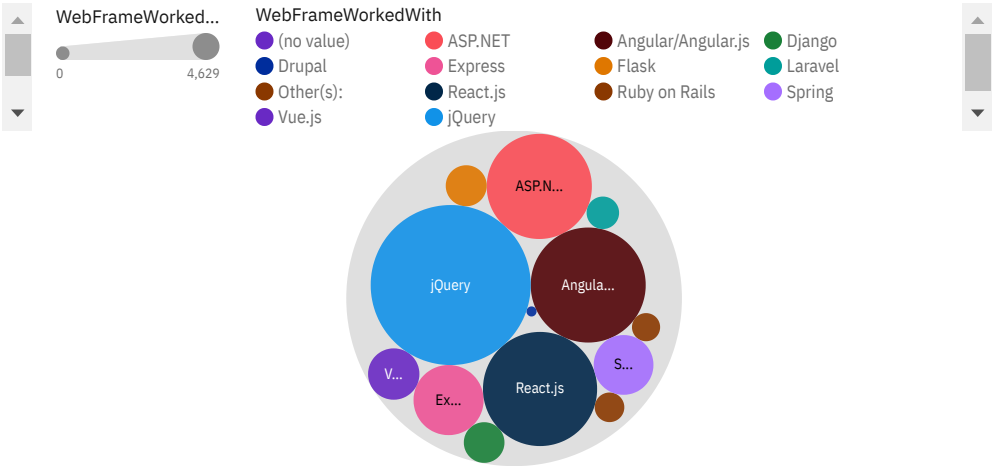 WebFrameWorked...
0
4,629
WebFrameWorkedWith
(no value)
ASP.NET
Angular/Angular.js
Django
Drupal
Express
Flask
Laravel
Other(s):
React.js
Ruby on Rails
Spring
Vue.js
jQuery
ASP.N...
jQuery
Angula...
S...
V...
React.js
Ex...